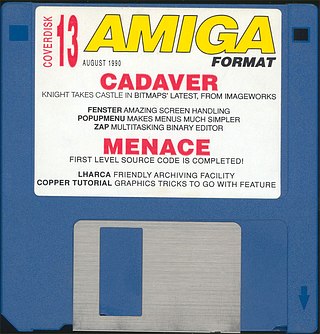 COVERDISK 13
AMIGA
FORMAT
AUGUST 1990
CADAVER
KNIGHT TAKES CASTLE IN BITMAPS' LATEST, FROM IMAGEWORKS
FENSTER AMAZING SCREEN HANDLING
POPUPMENU MAKES MENUS MUCH SIMPLER
ZAP MULTITASKING BINARY EDITOR
MENACE
FIRST LEVEL SOURCE CODE IS COMPLETED!
LHARCA FRIENDLY ARCHIVING FACILITY
COPPER TUTORIAL GRAPHICS TRICKS TO GO WITH FEATURE